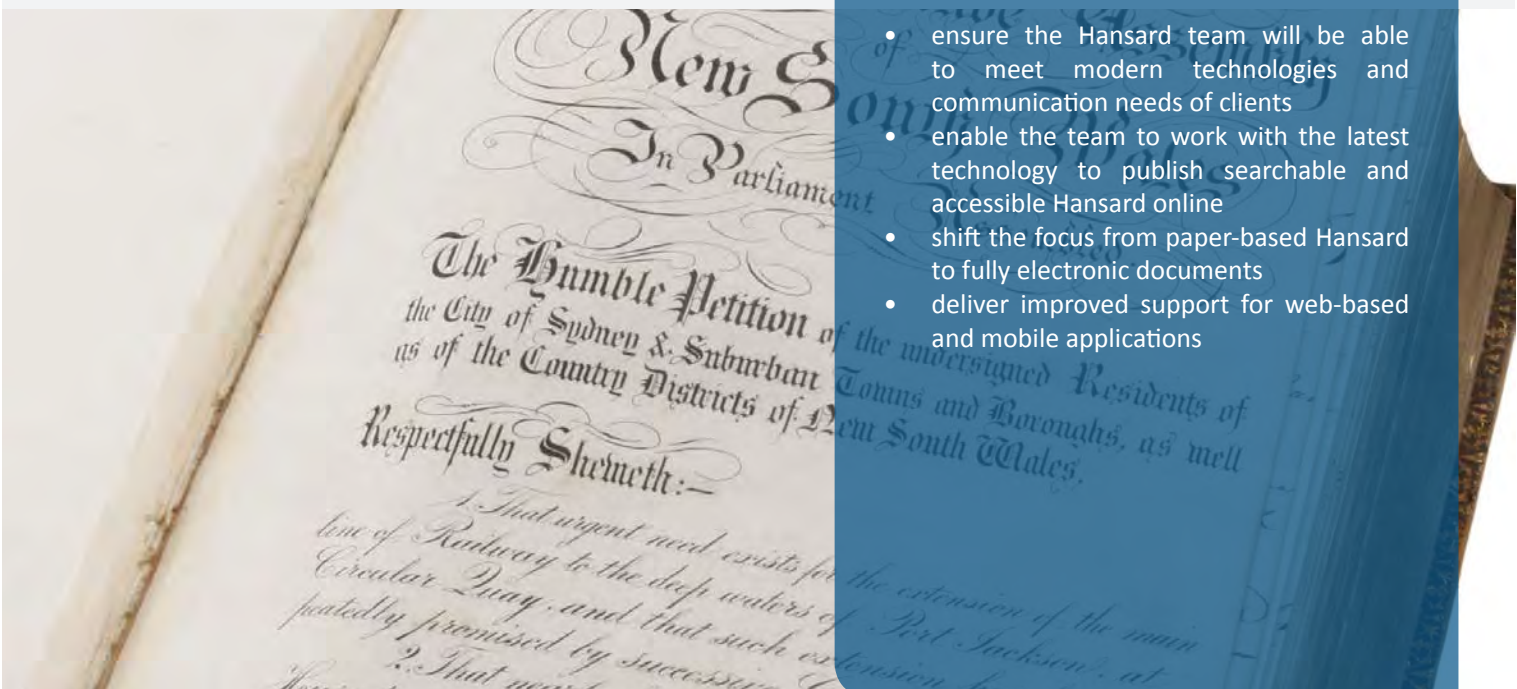 of
New South Wales
In Parliament
The Humble Petition of the undersigned Residents of
the City of Sydney & Suburban Towns and Boroughs, as well
as of the Country Districts of New South Wales,
Respectfully Sheweth:—
1. That urgent need exists for the extension of the main
line of Railway to the deep waters of Port Jackson, at
Circular Quay, and that such extension
peatedly promised by
2. That
• ensure the Hansard team will be able
to meet modern technologies and
communication needs of clients
• enable the team to work with the latest
technology to publish searchable and
accessible Hansard online
• shift the focus from paper-based Hansard
to fully electronic documents
• deliver improved support for web-based
and mobile applications